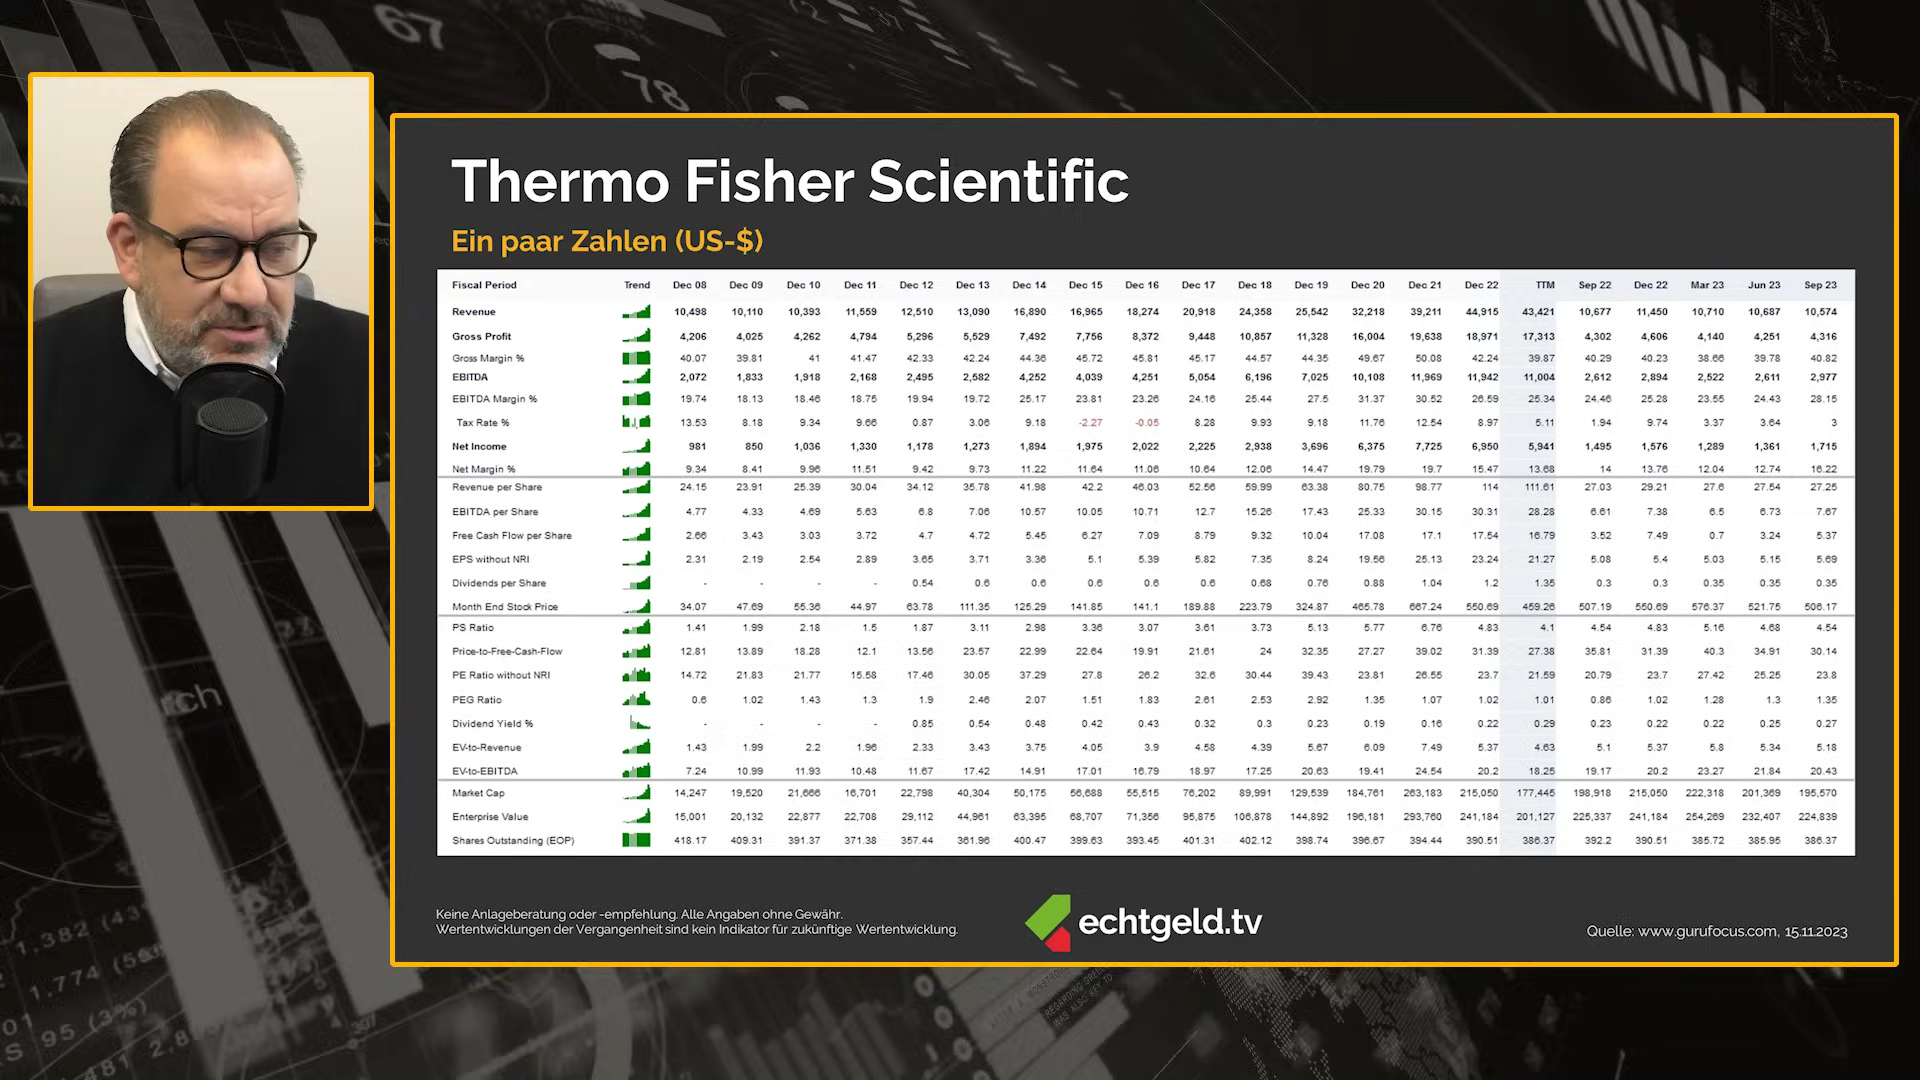 67
78
Thermo Fisher Scientific
Ein paar Zahlen (US-$)
Fiscal Period Trend Dec 08 Dec 09 Dec 10 Dec 11 Dec 12 Dec 13 Dec 14 Dec 15 Dec 16 Dec 17 Dec 18 Dec 19 Dec 20 Dec 21 Dec 22 TTM Sep 22 Dec 22 Mar 23 Jun 23 Sep 23
Revenue 10,498 10,110 10,393 11,559 12,510 13,090 16,890 16,965 18,274 20,918 24,358 25,542 32,218 39,211 44,915 43,421 10,677 11,450 10,710 10,687 10,574
Gross Profit 4,206 4,025 4,262 4,794 5,296 5,529 7,492 7,756 8,372 9,448 10,857 11,328 16,004 19,638 18,971 17,313 4,302 4,606 4,140 4,251 4,316
Gross Margin % 40.07 39.81 41 41.47 42.33 42.24 44.36 45.72 45.81 45.17 44.57 44.35 49.67 50.08 42.24 39.87 40.29 40.23 38.66 39.78 40.82
EBITDA 2,072 1,833 1,918 2,168 2,495 2,582 4,252 4,039 4,251 5,054 6,196 7,025 10,108 11,969 11,942 11,004 2,612 2,894 2,522 2,611 2,977
EBITDA Margin % 19.74 18.13 18.46 18.75 19.94 19.72 25.17 23.81 23.26 24.16 25.44 27.5 31.37 30.52 26.59 25.34 24.46 25.28 23.55 24.43 28.15
Tax Rate % 13.53 8.18 9.34 9.66 0.87 3.06 9.18 -2.27 -0.05 8.28 9.93 9.18 11.76 12.54 8.97 5.11 1.94 9.74 3.37 3.64 3
Net Income 981 850 1,036 1,330 1,178 1,273 1,894 1,975 2,022 2,225 2,938 3,696 6,375 7,725 6,950 5,941 1,495 1,576 1,289 1,361 1,715
Net Margin % 9.34 8.41 9.96 11.51 9.42 9.73 11.22 11.64 11.06 10.64 12.06 14.47 19.79 19.7 15.47 13.68 14 13.76 12.04 12.74 16.22
Revenue per Share 24.15 23.91 25.39 30.04 34.12 35.78 41.98 42.2 46.03 52.56 59.99 63.38 80.75 98.77 114 111.61 27.03 29.21 27.6 27.54 27.25
EBITDA per Share 4.77 4.33 4.69 5.63 6.8 7.06 10.57 10.05 10.71 12.7 15.26 17.43 25.33 30.15 30.31 28.28 6.61 7.38 6.5 6.73 7.67
Free Cash Flow per Share 2.66 3.43 3.03 3.72 4.7 4.72 5.45 6.27 7.09 8.79 9.32 10.04 17.08 17.1 17.54 16.79 3.52 7.49 0.7 3.24 5.37
EPS without NRI 2.31 2.19 2.54 2.89 3.65 3.71 3.36 5.1 5.39 5.82 7.35 8.24 19.56 25.13 23.24 21.27 5.08 5.4 5.03 5.15 5.69
Dividends per Share - - - - 0.54 0.6 0.6 0.6 0.6 0.6 0.68 0.76 0.88 1.04 1.2 1.35 0.3 0.3 0.35 0.35 0.35
Month End Stock Price 34.07 47.69 55.36 44.97 63.78 111.35 125.29 141.85 141.1 189.88 223.79 324.87 465.78 667.24 550.69 459.26 507.19 550.69 576.37 521.75 506.17
PS Ratio 1.41 1.99 2.18 1.5 1.87 3.11 2.98 3.36 3.07 3.61 3.73 5.13 5.77 6.76 4.83 4.1 4.54 4.83 5.16 4.68 4.54
Price-to-Free-Cash-Flow 12.81 13.89 18.28 12.1 13.56 23.57 22.99 22.64 19.91 21.61 24 32.35 27.27 39.02 31.39 27.38 35.81 31.39 40.3 34.91 30.14
PE Ratio without NRI 14.72 21.83 21.77 15.58 17.46 30.05 37.29 27.8 26.2 32.6 30.44 39.43 23.81 26.55 23.7 21.59 20.79 23.7 27.42 25.25 23.8
PEG Ratio 0.6 1.02 1.43 1.3 1.9 2.46 2.07 1.51 1.83 2.61 2.53 2.92 1.35 1.07 1.02 1.01 0.86 1.02 1.28 1.3 1.35
Dividend Yield % - - - - 0.85 0.54 0.48 0.42 0.43 0.32 0.3 0.23 0.19 0.16 0.22 0.29 0.23 0.22 0.22 0.25 0.27
EV-to-Revenue 1.43 1.99 2.2 1.96 2.33 3.43 3.75 4.05 3.9 4.58 4.39 5.67 6.09 7.49 5.37 4.63 5.1 5.37 5.8 5.34 5.18
EV-to-EBITDA 7.24 10.99 11.93 10.48 11.67 17.42 14.91 17.01 16.79 18.97 17.25 20.63 19.41 24.54 20.2 18.25 19.17 20.2 23.27 21.84 20.43
Market Cap 14,247 19,520 21,666 16,701 22,798 40,304 50,175 56,688 55,515 76,202 89,991 129,539 184,761 263,183 215,050 177,445 198,918 215,050 222,318 201,369 195,570
Enterprise Value 15,001 20,132 22,877 22,708 29,112 44,961 63,395 68,707 71,356 95,875 106,878 144,892 196,181 293,760 241,184 201,127 225,337 241,184 254,269 232,407 224,839
Shares Outstanding (EOP) 418.17 409.31 391.37 371.38 357.44 361.96 400.47 399.63 393.45 401.31 402.12 398.74 396.67 394.44 390.51 386.37 392.2 390.51 385.72 385.95 386.37
Keine Anlageberatung oder -empfehlung. Alle Angaben ohne Gewähr.
Wertentwicklungen der Vergangenheit sind kein Indikator für zukünftige Wertentwicklung.
echtgeld.tv
Quelle: www.gurufocus.com, 15.11.2023